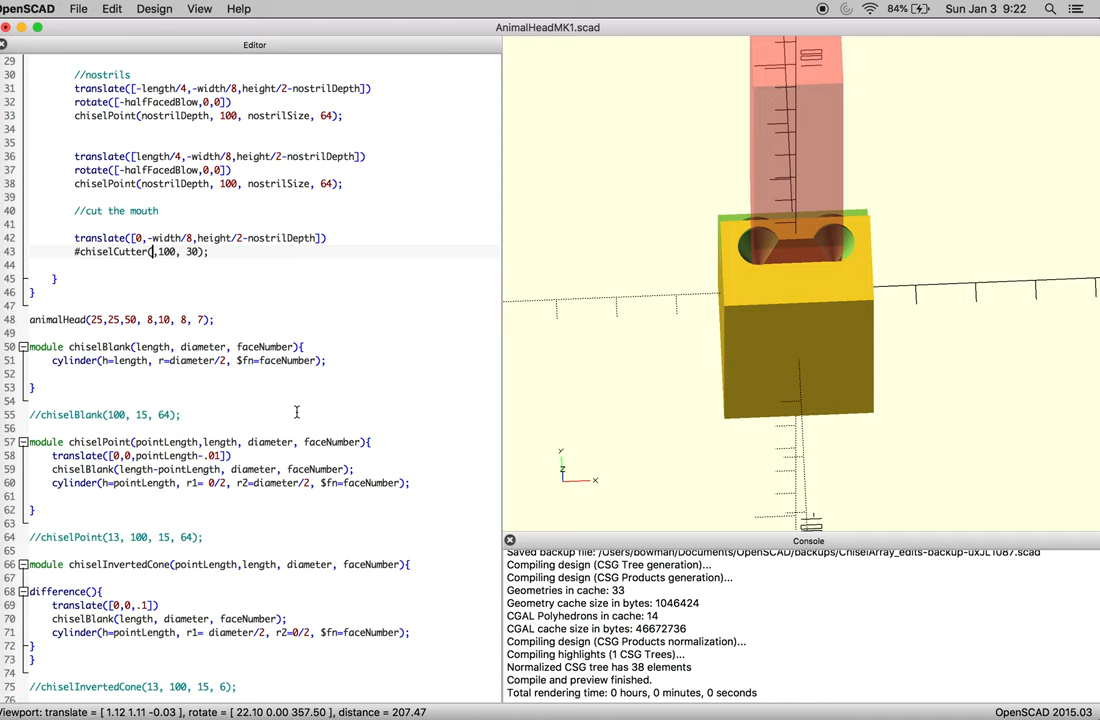 OpenSCAD File Edit Design View Help 84% Sun Jan 3 9:22
AnimalHeadMK1.scad
Editor
29
30 //nostrils
31 translate([-length/4,-width/8,height/2-nostrilDepth])
32 rotate([-halfFacedBlow,0,0])
33 chiselPoint(nostrilDepth, 100, nostrilSize, 64);
34
35
36 translate([length/4,-width/8,height/2-nostrilDepth])
37 rotate([-halfFacedBlow,0,0])
38 chiselPoint(nostrilDepth, 100, nostrilSize, 64);
39
40 //cut the mouth
41
42 translate([0,-width/8,height/2-nostrilDepth])
43 #chiselCutter(,100, 30);
44
45 }
46 }
47
48 animalHead(25,25,50, 8,10, 8, 7);
49
50 module chiselBlank(length, diameter, faceNumber){
51 cylinder(h=length, r=diameter/2, $fn=faceNumber);
52
53 }
54
55 //chiselBlank(100, 15, 64);
56
57 module chiselPoint(pointLength,length, diameter, faceNumber){
58 translate([0,0,pointLength-.01])
59 chiselBlank(length-pointLength, diameter, faceNumber);
60 cylinder(h=pointLength, r1= 0/2, r2=diameter/2, $fn=faceNumber);
61
62 }
63
64 //chiselPoint(13, 100, 15, 64);
65
66 module chiselInvertedCone(pointLength,length, diameter, faceNumber){
67
68 difference(){
69 translate([0,0,.1])
70 chiselBlank(length, diameter, faceNumber);
71 cylinder(h=pointLength, r1= diameter/2, r2=0/2, $fn=faceNumber);
72 }
73 }
74
75 //chiselInvertedCone(13, 100, 15, 6);
76
Y
Z
X
Console
Saved backup file: /Users/bowman/Documents/OpenSCAD/backups/ChiselArray_edits-backup-uxJL1087.scad
Compiling design (CSG Tree generation)...
Compiling design (CSG Products generation)...
Geometries in cache: 33
Geometry cache size in bytes: 1046424
CGAL Polyhedrons in cache: 14
CGAL cache size in bytes: 46672736
Compiling design (CSG Products normalization)...
Compiling highlights (1 CSG Trees)...
Normalized CSG tree has 38 elements
Compile and preview finished.
Total rendering time: 0 hours, 0 minutes, 0 seconds
Viewport: translate = [ 1.12 1.11 -0.03 ], rotate = [ 22.10 0.00 357.50 ], distance = 207.47 OpenSCAD 2015.03